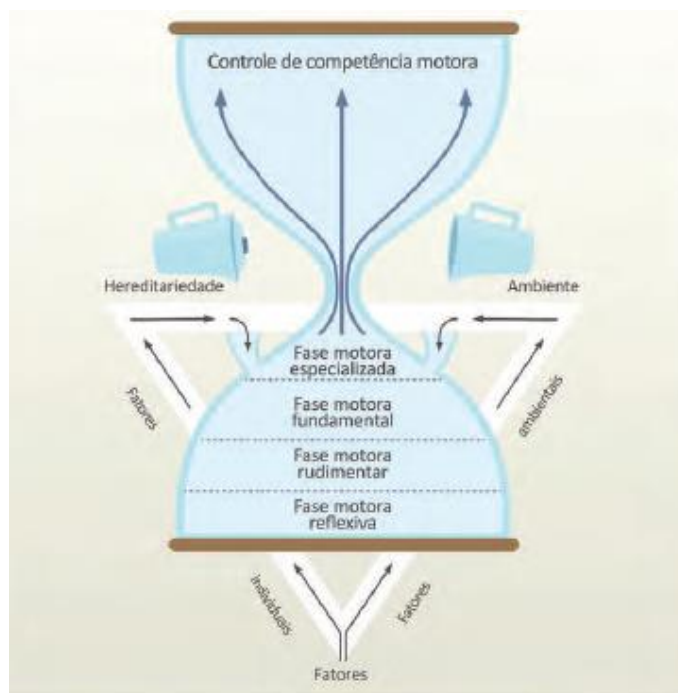 Controle de competência motora
Hereditariedade
Ambiente
Fase motora
especializada
Fase motora
fundamental
Fatores
ambientais
Fase motora
rudimentar
Fase motora
reflexiva
Individuais
Fatores
Fatores